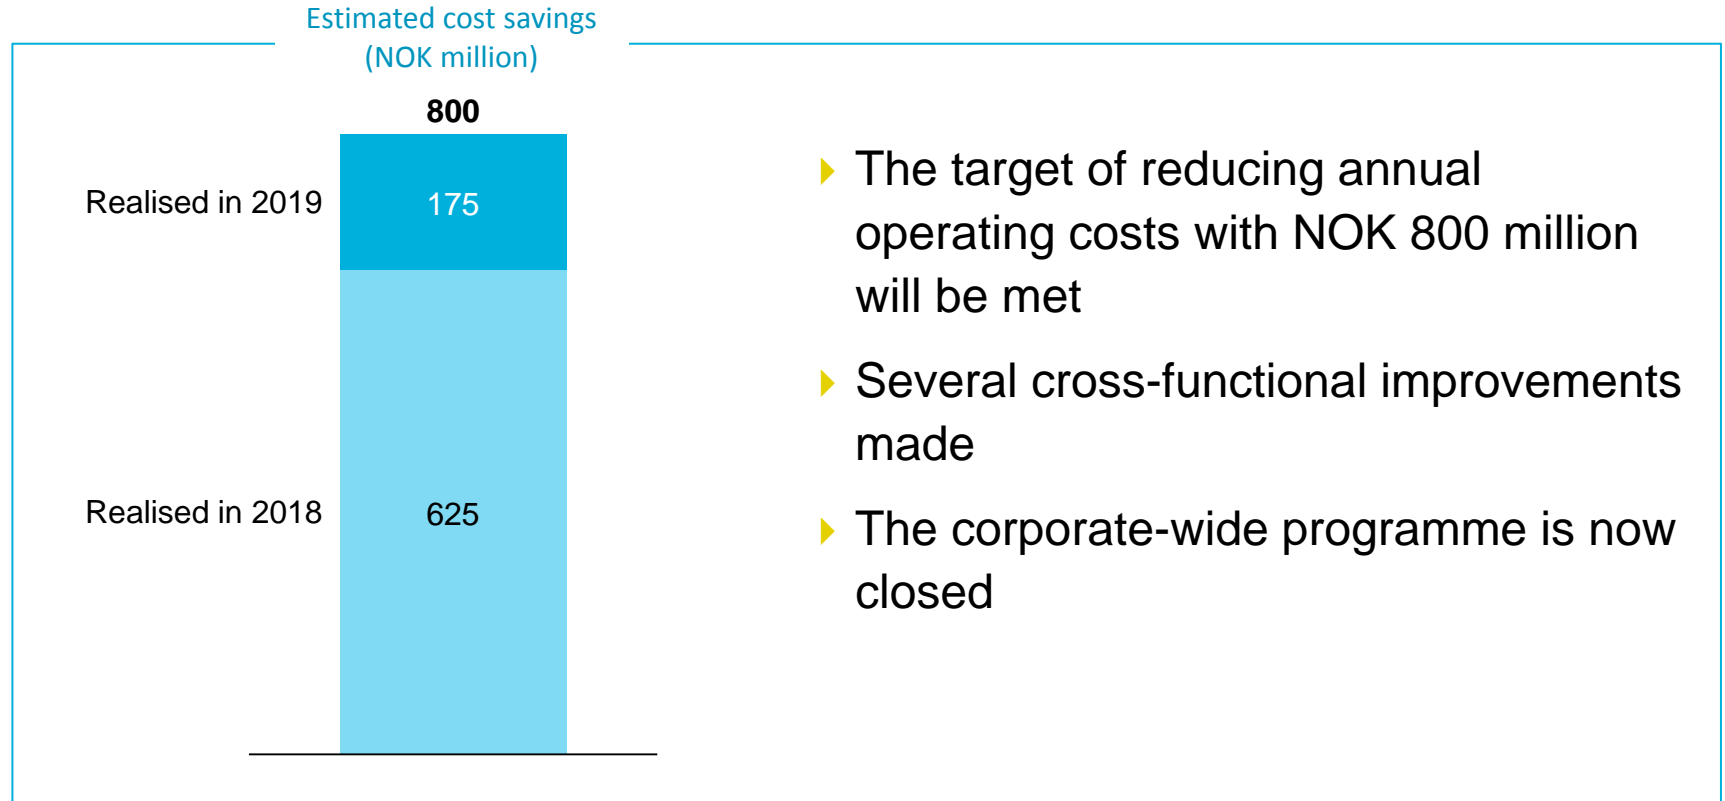 Estimated cost savings
(NOK million)
800
Realised in 2019
175
Realised in 2018
625
The target of reducing annual
operating costs with NOK 800 million
will be met
Several cross-functional improvements
made
The corporate-wide programme is now
closed